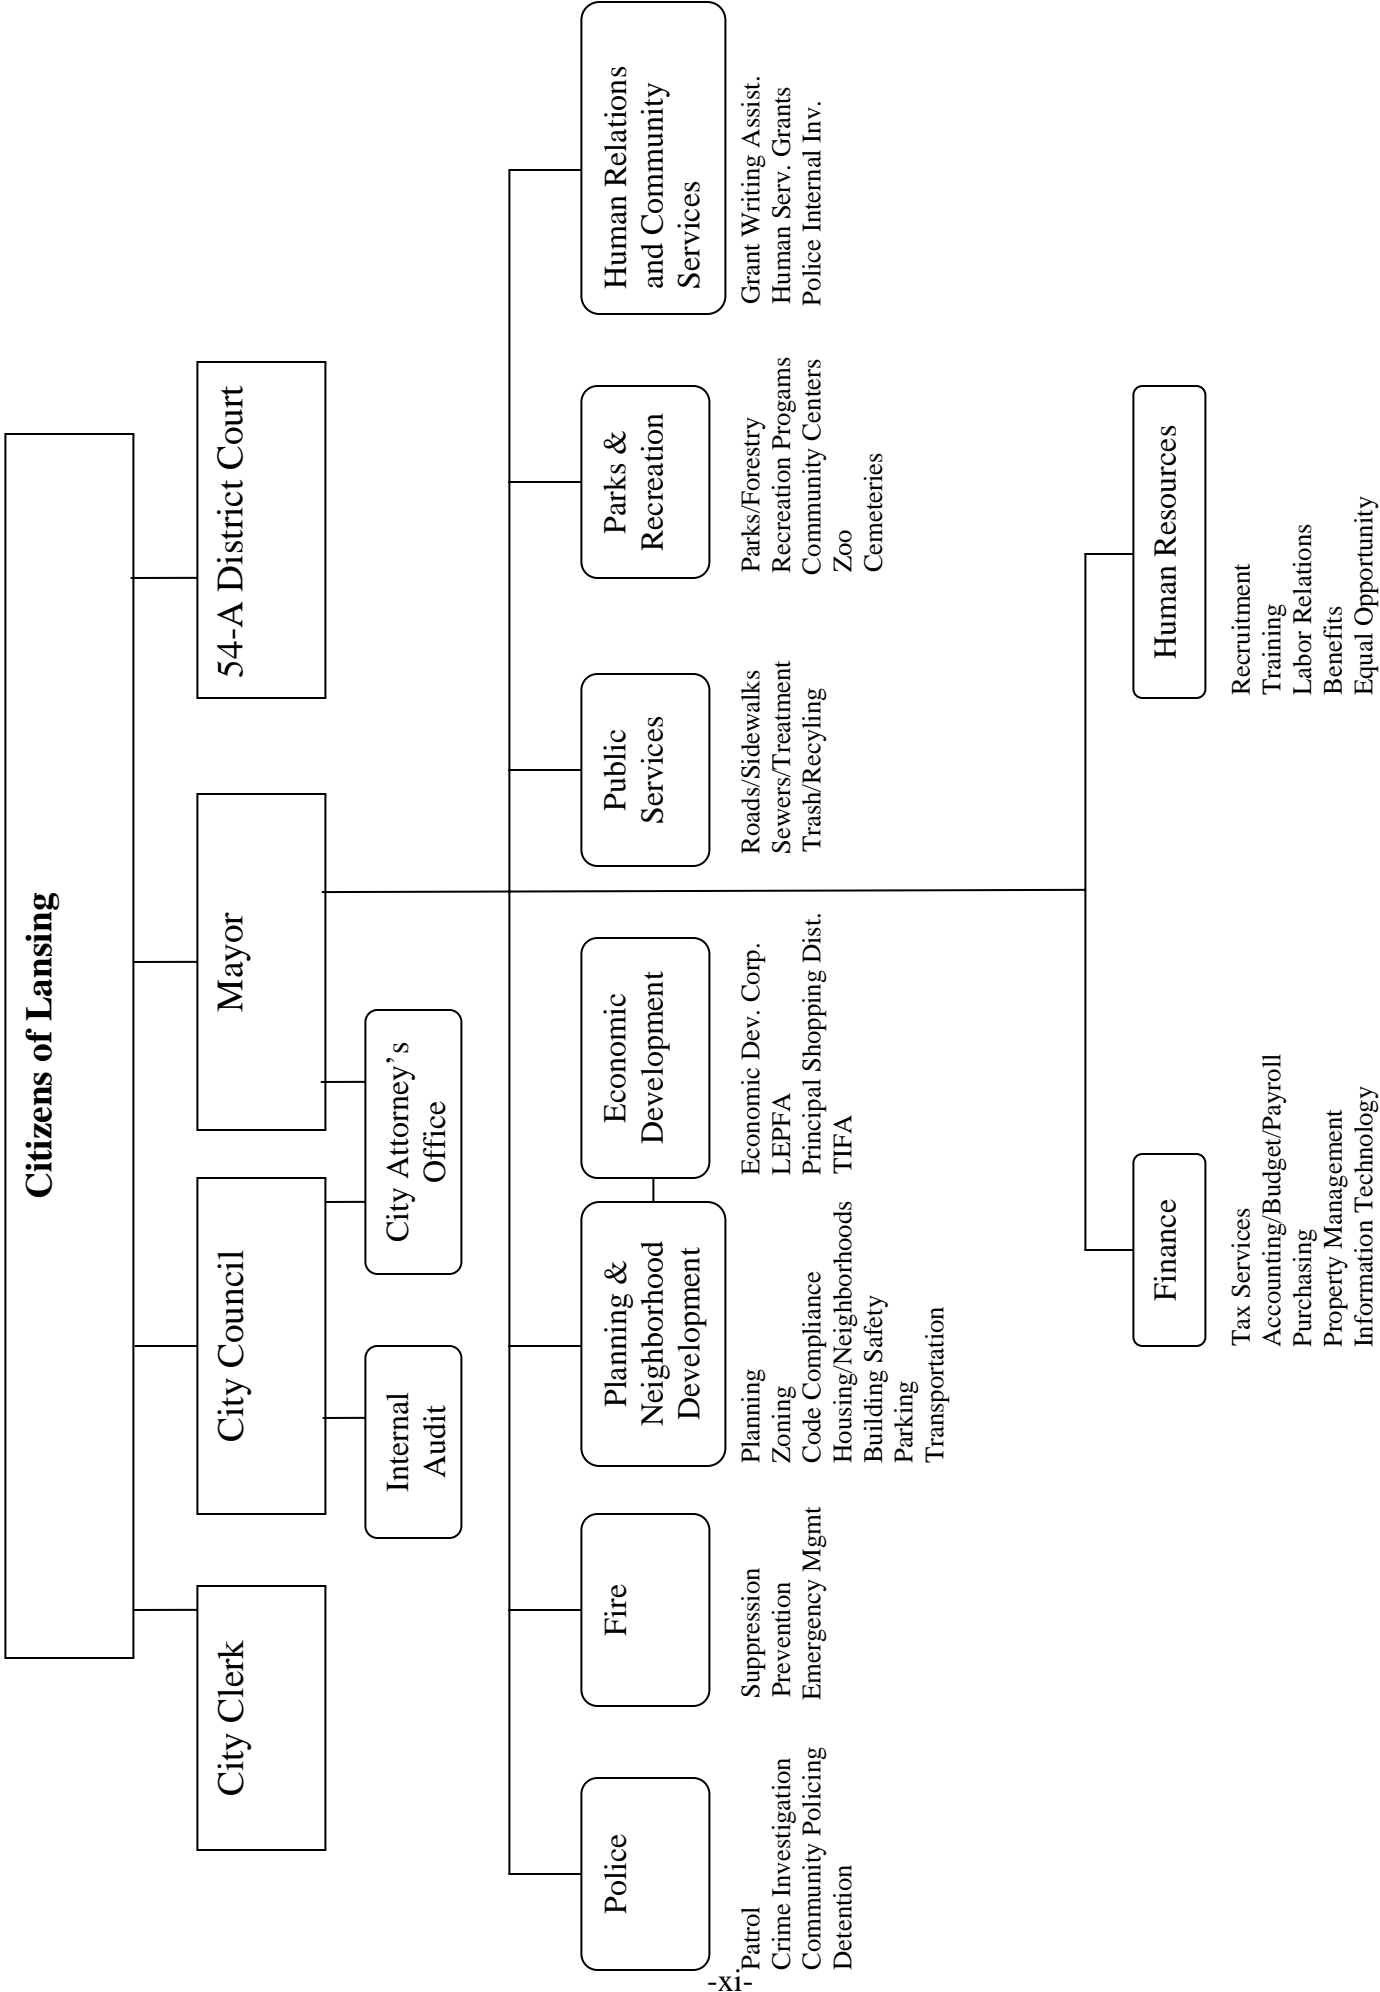 Citizens of Lansing
City Clerk
City Council
Mayor
54-A District Court
Internal
Audit
City Attorney's
Office
Police
Patrol
Crime Investigation
Community Policing
Detention
Fire
Suppression
Prevention
Emergency Mgmt
Planning &
Neighborhood
Development
Planning
Zoning
Code Compliance
Housing/Neighborhoods
Building Safety
Parking
Transportation
Economic
Development
Economic Dev. Corp.
LEPFA
Principal Shopping Dist.
TIFA
Public
Services
Roads/Sidewalks
Sewers/Treatment
Trash/Recyling
Parks &
Recreation
Parks/Forestry
Recreation Progams
Community Centers
Zoo
Cemeteries
Human Relations
and Community
Services
Grant Writing Assist.
Human Serv. Grants
Police Internal Inv.
Finance
Tax Services
Accounting/Budget/Payroll
Purchasing
Property Management
Information Technology
Human Resources
Recruitment
Training
Labor Relations
Benefits
Equal Opportunity
-xi-